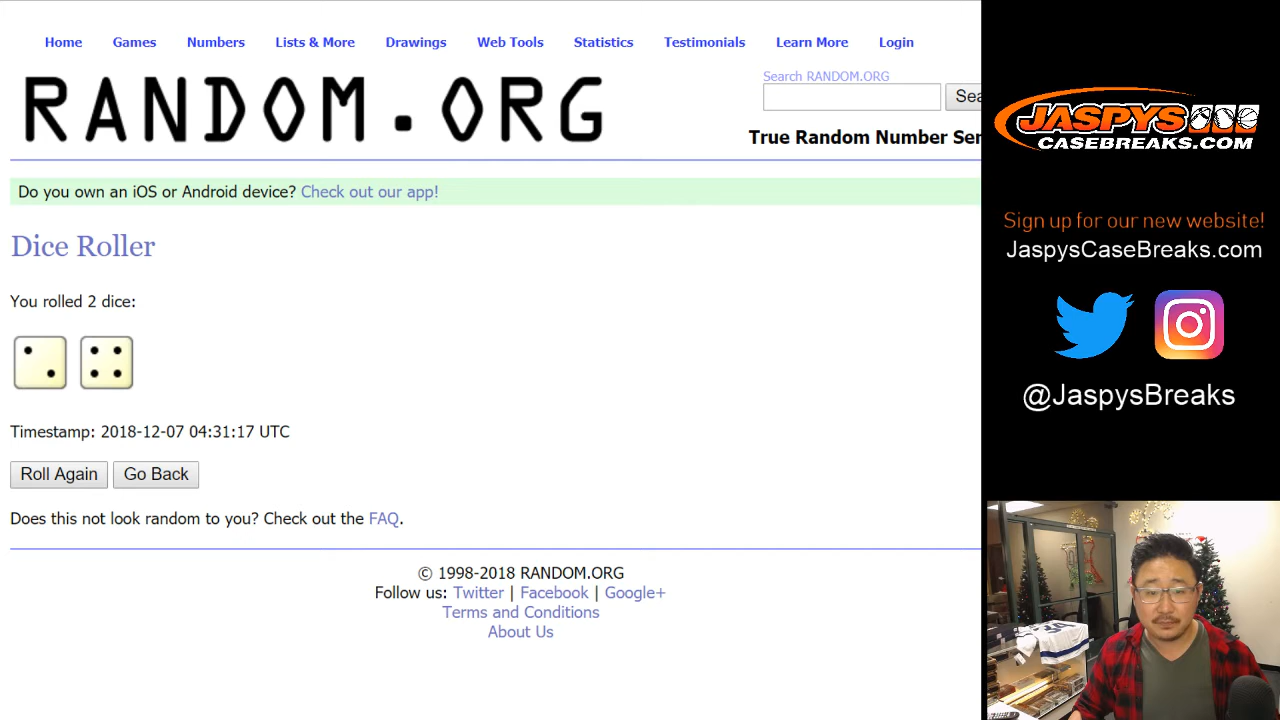 Home Games Numbers Lists & More Drawings Web Tools Statistics Testimonials Learn More Login
RANDOM.ORG
Search RANDOM.ORG
True Random Number
Do you own an iOS or Android device? Check out our app!
Dice Roller
You rolled 2 dice:
Timestamp: 2018-12-07 04:31:17 UTC
Roll Again Go Back
Does this not look random to you? Check out the FAQ.
© 1998-2018 RANDOM.ORG
Follow us: Twitter | Facebook | Google+
Terms and Conditions
About Us
JASPYS
CASEBREAKS.COM
Sign up for our new website!
JaspysCaseBreaks.com
@JaspysBreaks
34